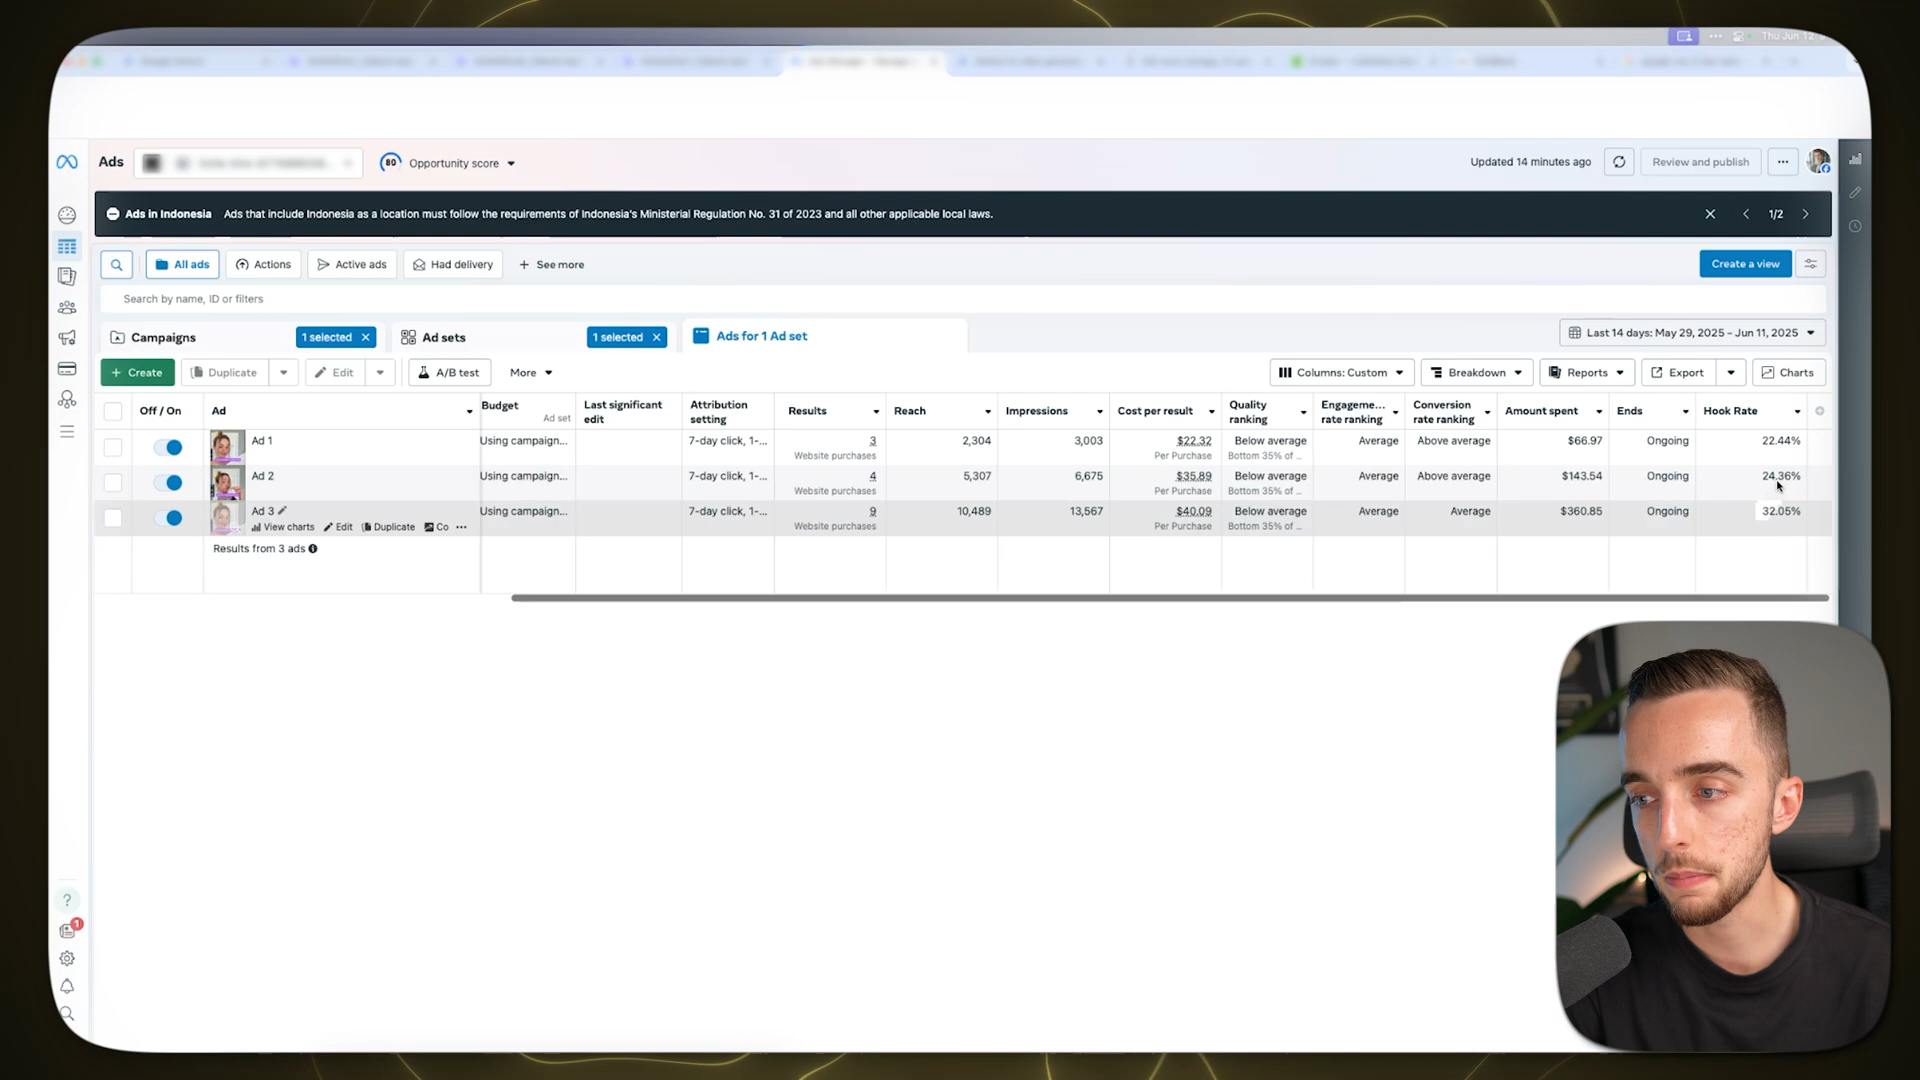 Thu Jun 12
Ads
80 Opportunity score
Updated 14 minutes ago
Review and publish
Ads in Indonesia Ads that include Indonesia as a location must follow the requirements of Indonesia's Ministerial Regulation No. 31 of 2023 and all other applicable local laws.
1/2
All ads
Actions
Active ads
Had delivery
+ See more
Create a view
Search by name, ID or filters
Campaigns
1 selected
Ad sets
1 selected
Ads for 1 Ad set
Last 14 days: May 29, 2025 – Jun 11, 2025
+ Create
Duplicate
Edit
A/B test
More
Columns: Custom
Breakdown
Reports
Export
Charts
Off / On
Ad
Budget
Ad set
Last significant edit
Attribution setting
Results
Reach
Impressions
Cost per result
Quality ranking
Engageme... rate ranking
Conversion rate ranking
Amount spent
Ends
Hook Rate
Ad 1 Using campaign... 7-day click, 1-... 3 2,304 3,003 $22.32 Below average Average Above average $66.97 Ongoing 22.44%
Website purchases Per Purchase Bottom 35% of ...
Ad 2 Using campaign... 7-day click, 1-... 4 5,307 6,675 $35.89 Below average Average Above average $143.54 Ongoing 24.36%
Website purchases Per Purchase Bottom 35% of ...
Ad 3 Using campaign... 7-day click, 1-... 9 10,489 13,567 $40.09 Below average Average Average $360.85 Ongoing 32.05%
View charts Edit Duplicate Co ... Website purchases Per Purchase Bottom 35% of ...
Results from 3 ads
?
1